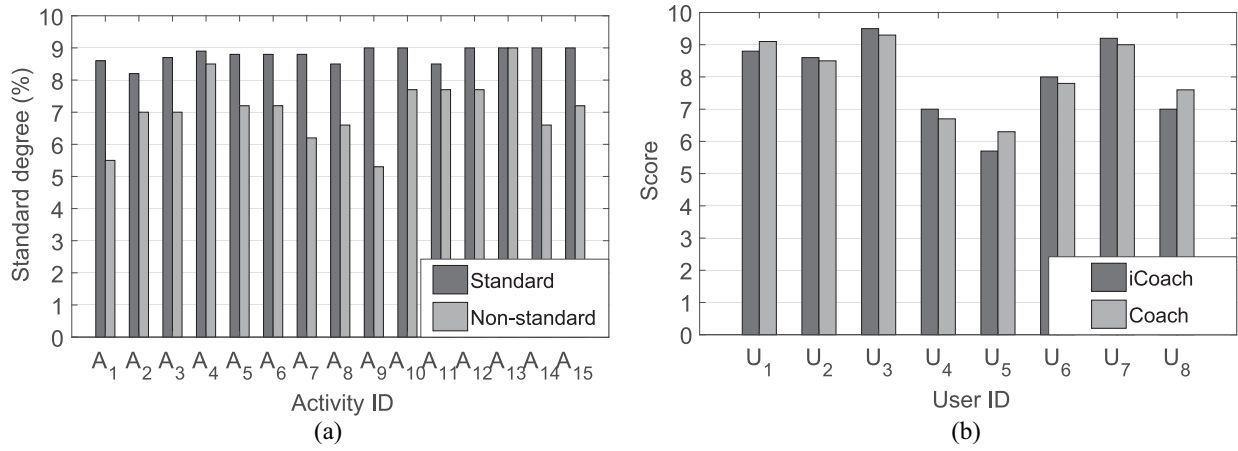 10
9
8
7
6
5
4
3
2
1
0
Standard degree (%)
Standard
Non-standard
A1 A2 A3 A4 A5 A6 A7 A8 A9 A10 A11 A12 A13 A14 A15
Activity ID
(a)
10
9
8
7
6
5
4
3
2
1
0
Score
iCoach
Coach
U1 U2 U3 U4 U5 U6 U7 U8
User ID
(b)